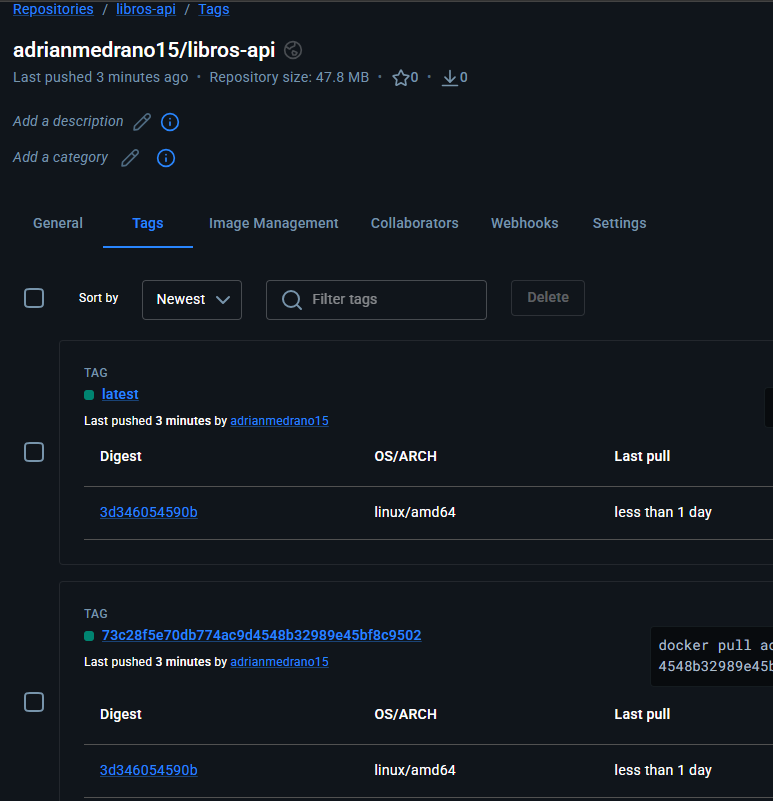 Repositories / libros-api / Tags
adrianmedrano15/libros-api
Last pushed 3 minutes ago · Repository size: 47.8 MB · 0 · 0
Add a description
Add a category
General Tags Image Management Collaborators Webhooks Settings
Sort by Newest Filter tags Delete
TAG
latest
Last pushed 3 minutes by adrianmedrano15
Digest OS/ARCH Last pull
3d346054590b linux/amd64 less than 1 day
TAG
73c28f5e70db774ac9d4548b32989e45bf8c9502
docker pull ad
Last pushed 3 minutes by adrianmedrano15
4548b32989e45b
Digest OS/ARCH Last pull
3d346054590b linux/amd64 less than 1 day